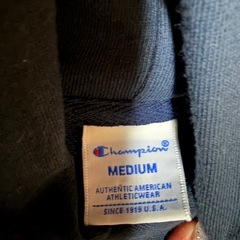 Champion
MEDIUM
AUTHENTIC AMERICAN
ATHLETICWEAR
SINCE 1919 U.S.A.